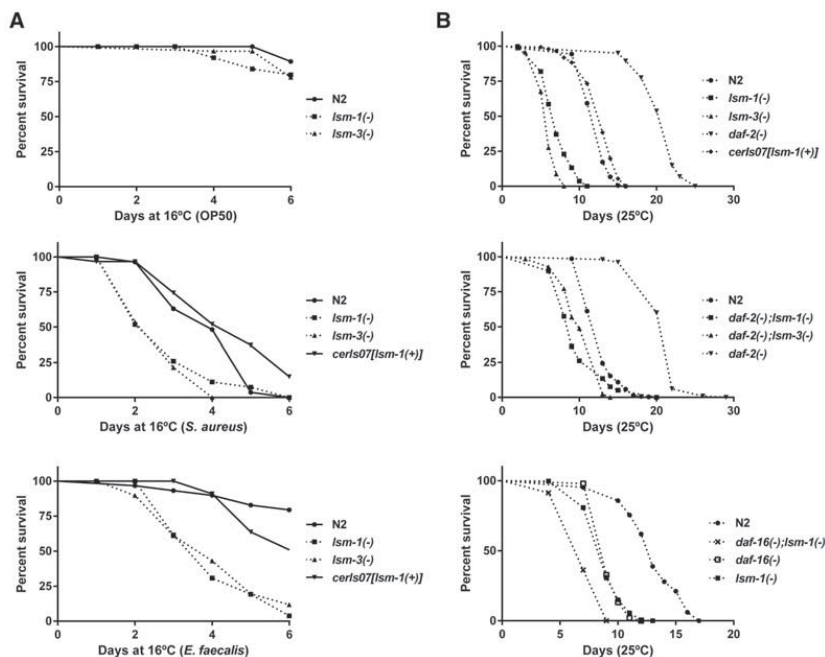 A
Percent survival
100
75
50
25
0
0
2
4
6
Days at 16ºC (OP50)
N2
lsm-1(-)
lsm-3(-)
Percent survival
100
75
50
25
0
0
2
4
6
Days at 16ºC (S. aureus)
N2
lsm-1(-)
lsm-3(-)
cerIs07[lsm-1(+)]
Percent survival
100
75
50
25
0
0
2
4
6
Days at 16ºC (E. faecalis)
N2
lsm-1(-)
lsm-3(-)
cerIs07[lsm-1(+)]
B
Percent survival
100
75
50
25
0
0
10
20
30
Days (25ºC)
N2
lsm-1(-)
lsm-3(-)
daf-2(-)
cerIs07[lsm-1(+)]
Percent survival
100
75
50
25
0
0
10
20
30
Days (25ºC)
N2
daf-2(-);lsm-1(-)
daf-2(-);lsm-3(-)
daf-2(-)
Percent survival
100
50
0
0
5
10
15
20
Days (25ºC)
N2
daf-16(-);lsm-1(-)
daf-16(-)
lsm-1(-)